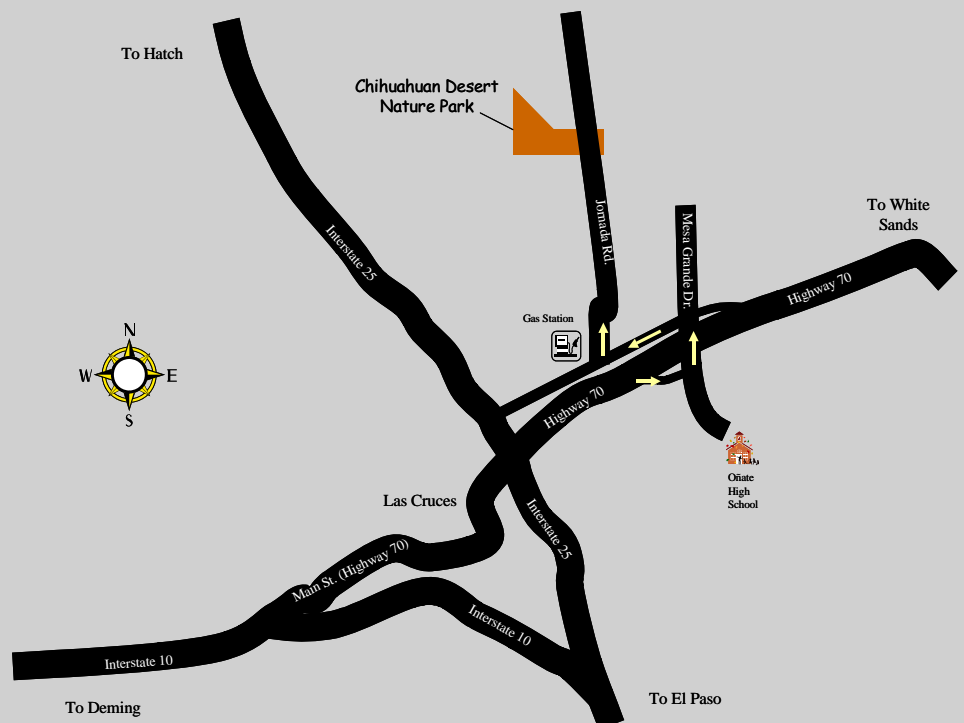 To Hatch
Chihuahuan Desert
Nature Park
To White
Sands
Jornada Rd.
Mesa Grande Dr.
Interstate 25
Highway 70
Gas Station
N
W
E
S
Highway 70
Oñate
High
School
Las Cruces
Interstate 25
Main St. (Highway 70)
Interstate 10
Interstate 10
To El Paso
To Deming